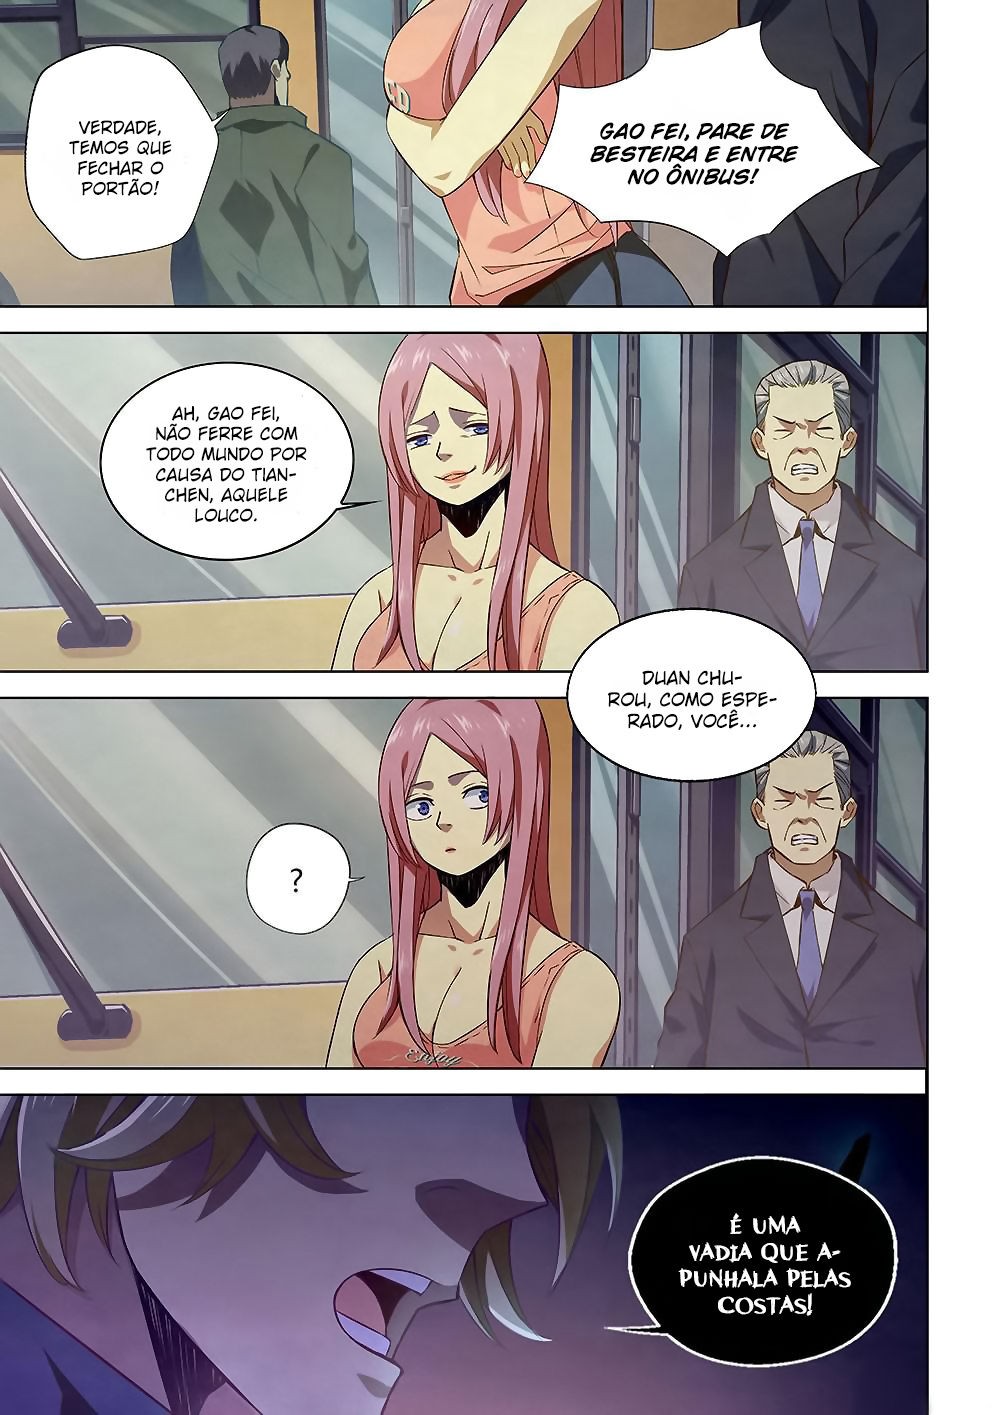 VERDADE,
TEMOS QUE
FECHAR O
PORTÃO!
GAO FEI, PARE DE
BESTEIRA E ENTRE
NO ÔNIBUS!
AH, GAO FEI,
NÃO FERRE COM
TODO MUNDO POR
CAUSA DO TIAN-
CHEN, AQUELE
LOUCO.
DUAN CHU-
ROU, COMO ESPE-
RADO, VOCÊ...
?
Enjoy
É UMA
VADIA QUE A-
PUNHALA PELAS
COSTAS!